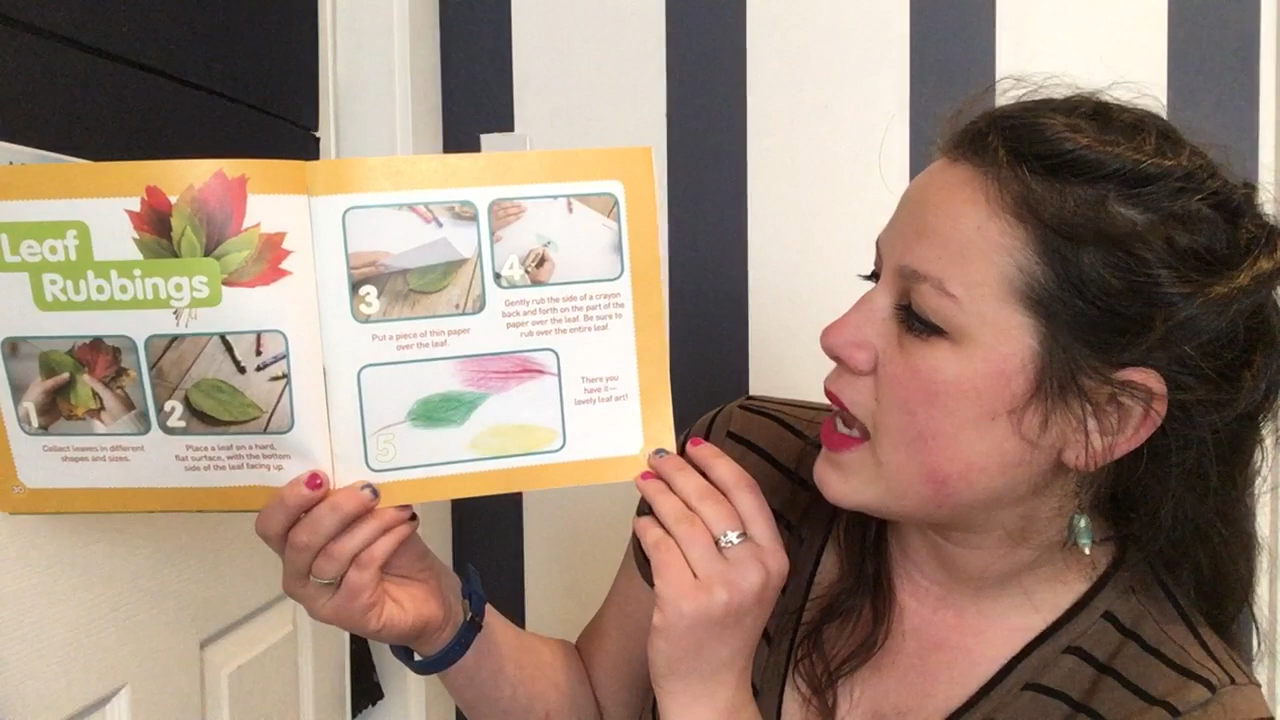 Leaf
Rubbings
1
Collect leaves in different
shapes and sizes.
2
Place a leaf on a hard,
flat surface, with the bottom
side of the leaf facing up.
30
3
Put a piece of thin paper
over the leaf.
4
Gently rub the side of a crayon
back and forth on the part of the
paper over the leaf. Be sure to
rub over the entire leaf.
5
There you
have it—
lovely leaf art!